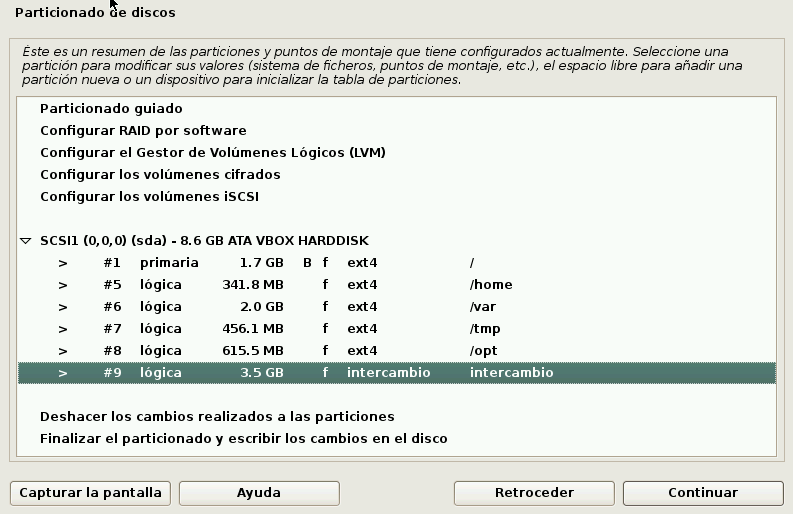 Particionado de discos
Éste es un resumen de las particiones y puntos de montaje que tiene configurados actualmente. Seleccione una
partición para modificar sus valores (sistema de ficheros, puntos de montaje, etc.), el espacio libre para añadir una
partición nueva o un dispositivo para inicializar la tabla de particiones.
Particionado guiado
Configurar RAID por software
Configurar el Gestor de Volúmenes Lógicos (LVM)
Configurar los volúmenes cifrados
Configurar los volúmenes iSCSI
SCSI1 (0,0,0) (sda) - 8.6 GB ATA VBOX HARDDISK
> #1 primaria 1.7 GB B f ext4 /
> #5 lógica 341.8 MB f ext4 /home
> #6 lógica 2.0 GB f ext4 /var
> #7 lógica 456.1 MB f ext4 /tmp
> #8 lógica 615.5 MB f ext4 /opt
> #9 lógica 3.5 GB f intercambio intercambio
Deshacer los cambios realizados a las particiones
Finalizar el particionado y escribir los cambios en el disco
Capturar la pantalla Ayuda Retroceder Continuar